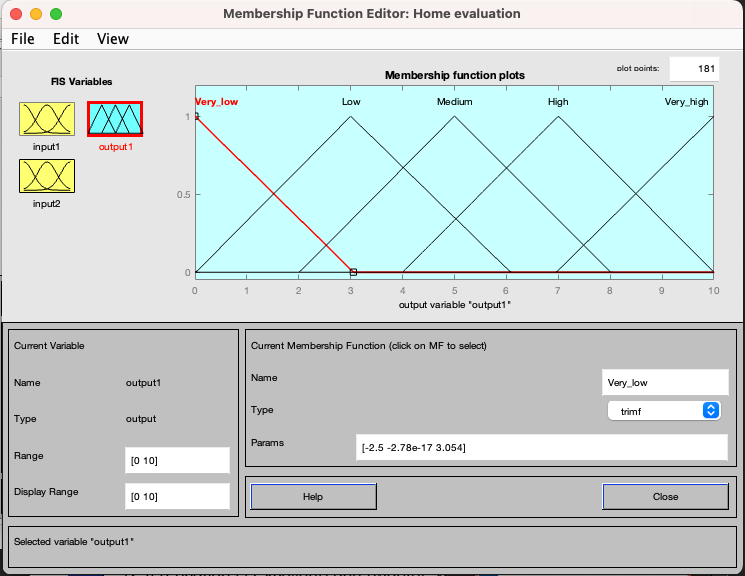 Membership Function Editor: Home evaluation
File Edit View
FIS Variables
input1
output1
input2
plot points: 181
Membership function plots
Very_low Low Medium High Very_high
1
0.5
0
0 1 2 3 4 5 6 7 8 9 10
output variable "output1"
Current Variable
Name output1
Type output
Range [0 10]
Display Range [0 10]
Current Membership Function (click on MF to select)
Name Very_low
Type trimf
Params [-2.5 -2.78e-17 3.054]
Help Close
Selected variable "output1"